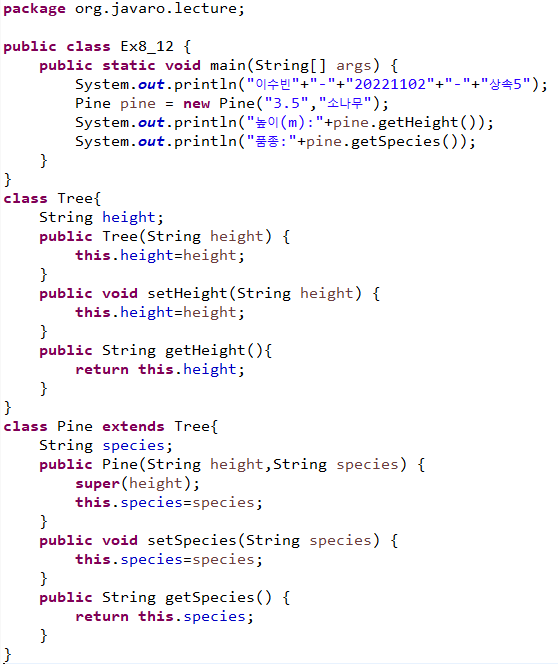 package org.javaro.lecture;
public class Ex8_12 {
public static void main(String[] args) {
System.out.println("이수빈"+"-"+"20221102"+"-"+"상속5");
Pine pine = new Pine("3.5","소나무");
System.out.println("높이(m):"+pine.getHeight());
System.out.println("품종:"+pine.getSpecies());
}
}
class Tree{
String height;
public Tree(String height) {
this.height=height;
}
public void setHeight(String height) {
this.height=height;
}
public String getHeight(){
return this.height;
}
}
class Pine extends Tree{
String species;
public Pine(String height,String species) {
super(height);
this.species=species;
}
public void setSpecies(String species) {
this.species=species;
}
public String getSpecies() {
return this.species;
}
}